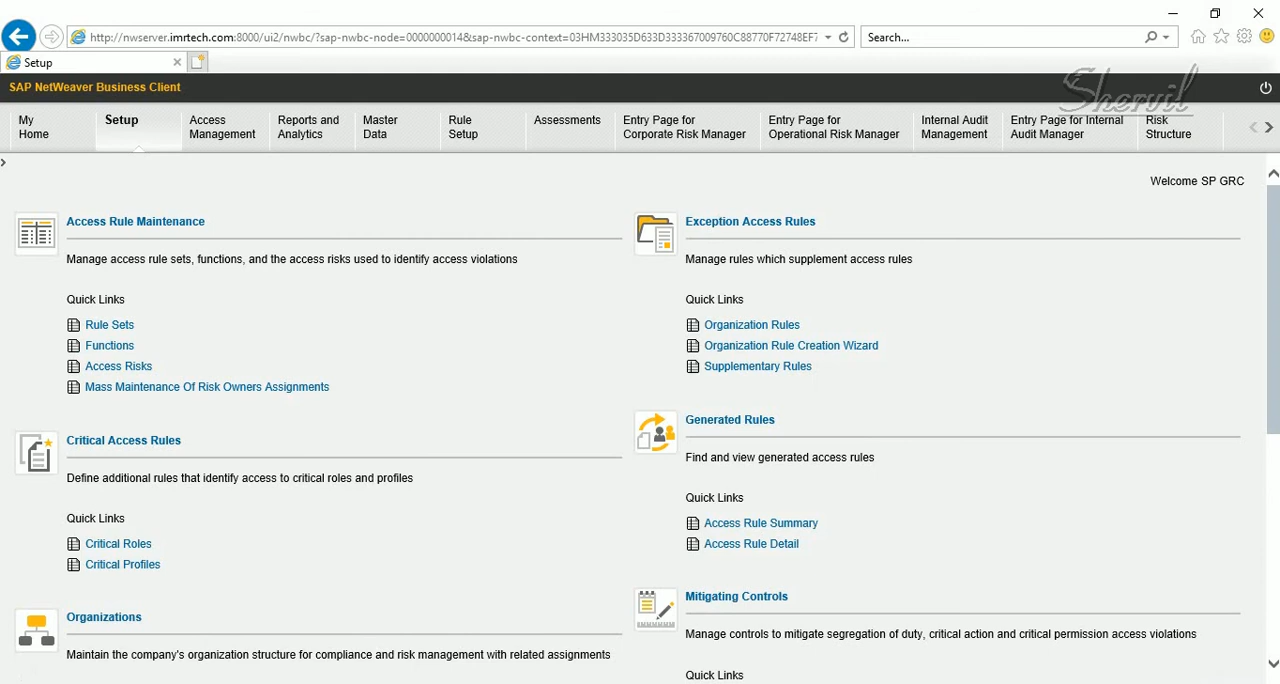 http://nwserver.imrtech.com:8000/ui2/nwbc/?sap-nwbc-node=0000000014&sap-nwbc-context=03HM333035D633D333367009760C88770F72748EF7
Search...
Setup
SAP NetWeaver Business Client
Shervil
My Home
Setup
Access Management
Reports and Analytics
Master Data
Rule Setup
Assessments
Entry Page for Corporate Risk Manager
Entry Page for Operational Risk Manager
Internal Audit Management
Entry Page for Internal Audit Manager
Risk Structure
Welcome SP GRC
Access Rule Maintenance
Manage access rule sets, functions, and the access risks used to identify access violations
Quick Links
Rule Sets
Functions
Access Risks
Mass Maintenance Of Risk Owners Assignments
Critical Access Rules
Define additional rules that identify access to critical roles and profiles
Quick Links
Critical Roles
Critical Profiles
Organizations
Maintain the company's organization structure for compliance and risk management with related assignments
Exception Access Rules
Manage rules which supplement access rules
Quick Links
Organization Rules
Organization Rule Creation Wizard
Supplementary Rules
Generated Rules
Find and view generated access rules
Quick Links
Access Rule Summary
Access Rule Detail
Mitigating Controls
Manage controls to mitigate segregation of duty, critical action and critical permission access violations
Quick Links